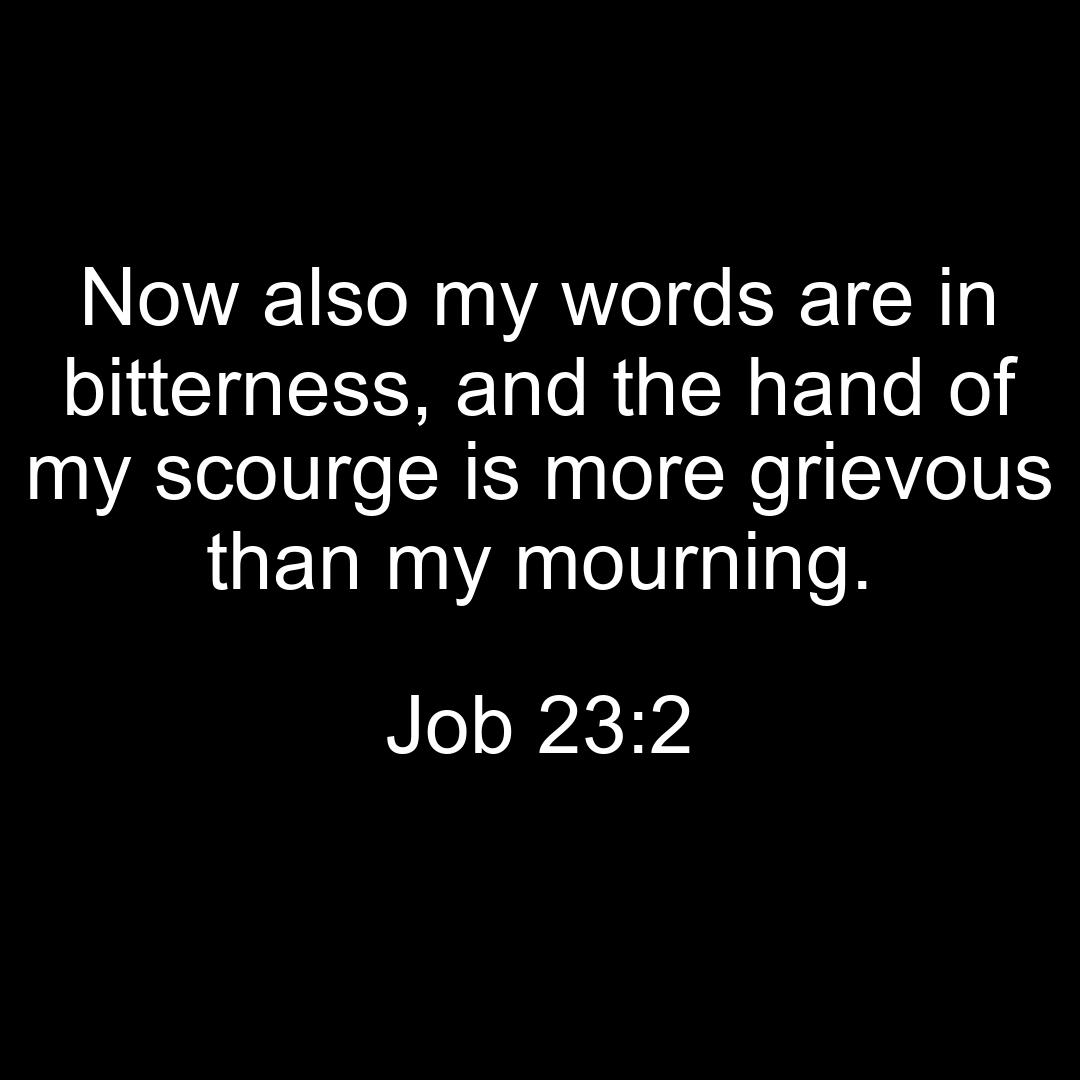 Now also my words are in
bitterness, and the hand of
my scourge is more grievous
than my mourning.
Job 23:2